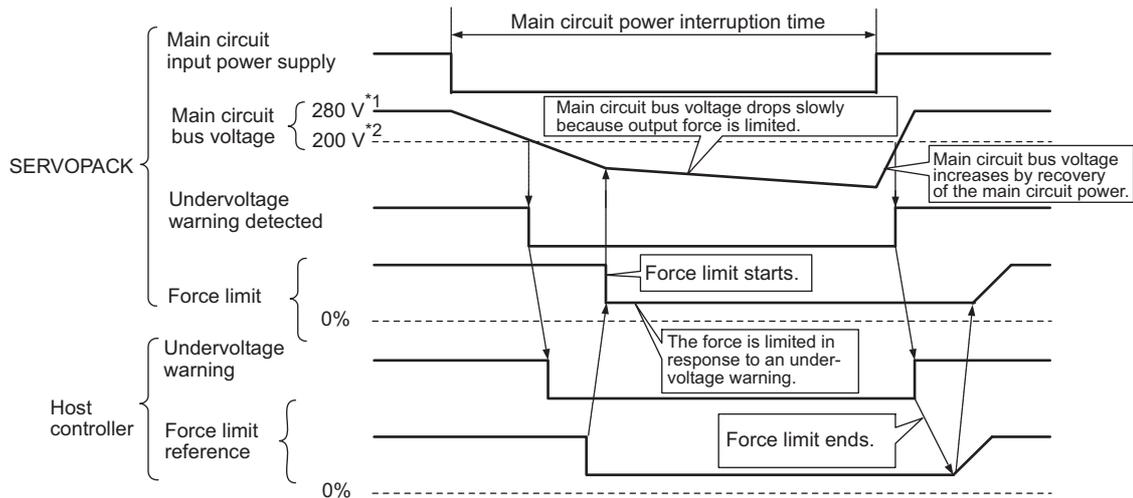 Main circuit power interruption time
Main circuit
input power supply
Main circuit
bus voltage
280 V*1
200 V*2
Main circuit bus voltage drops slowly
because output force is limited.
SERVOPACK
Main circuit bus voltage
increases by recovery
of the main circuit power.
Undervoltage
warning detected
Force limit
Force limit starts.
0%
The force is limited in
response to an under-
voltage warning.
Undervoltage
warning
Host
controller
Force limit
reference
Force limit ends.
0%